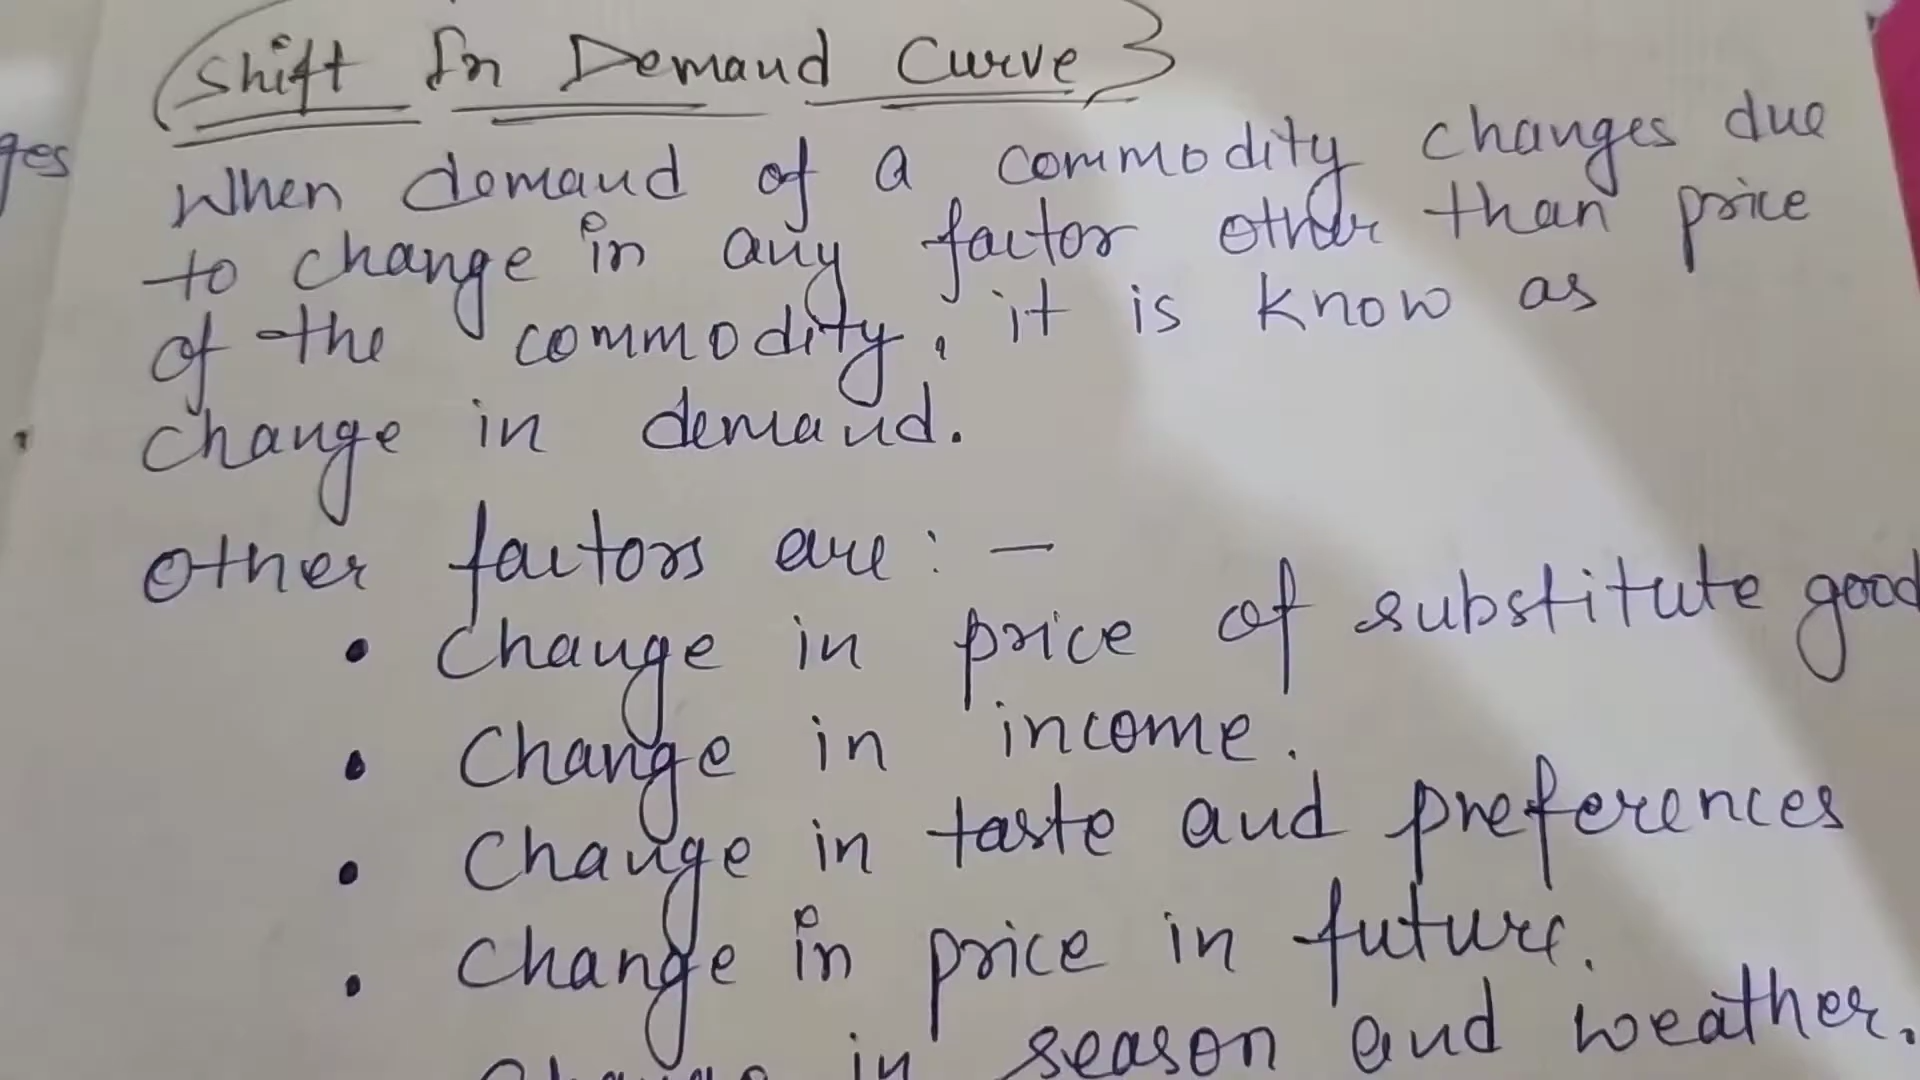 Shift In Demand Curve
ges
When demand of a commodity changes due
to change in any factor other than price
of the commodity, it is know as
change in demand.
Other factors are : —
• Change in price of substitute good
• Change in income.
• Change in taste and preferences
• Change in price in future.
Change in season and weather.